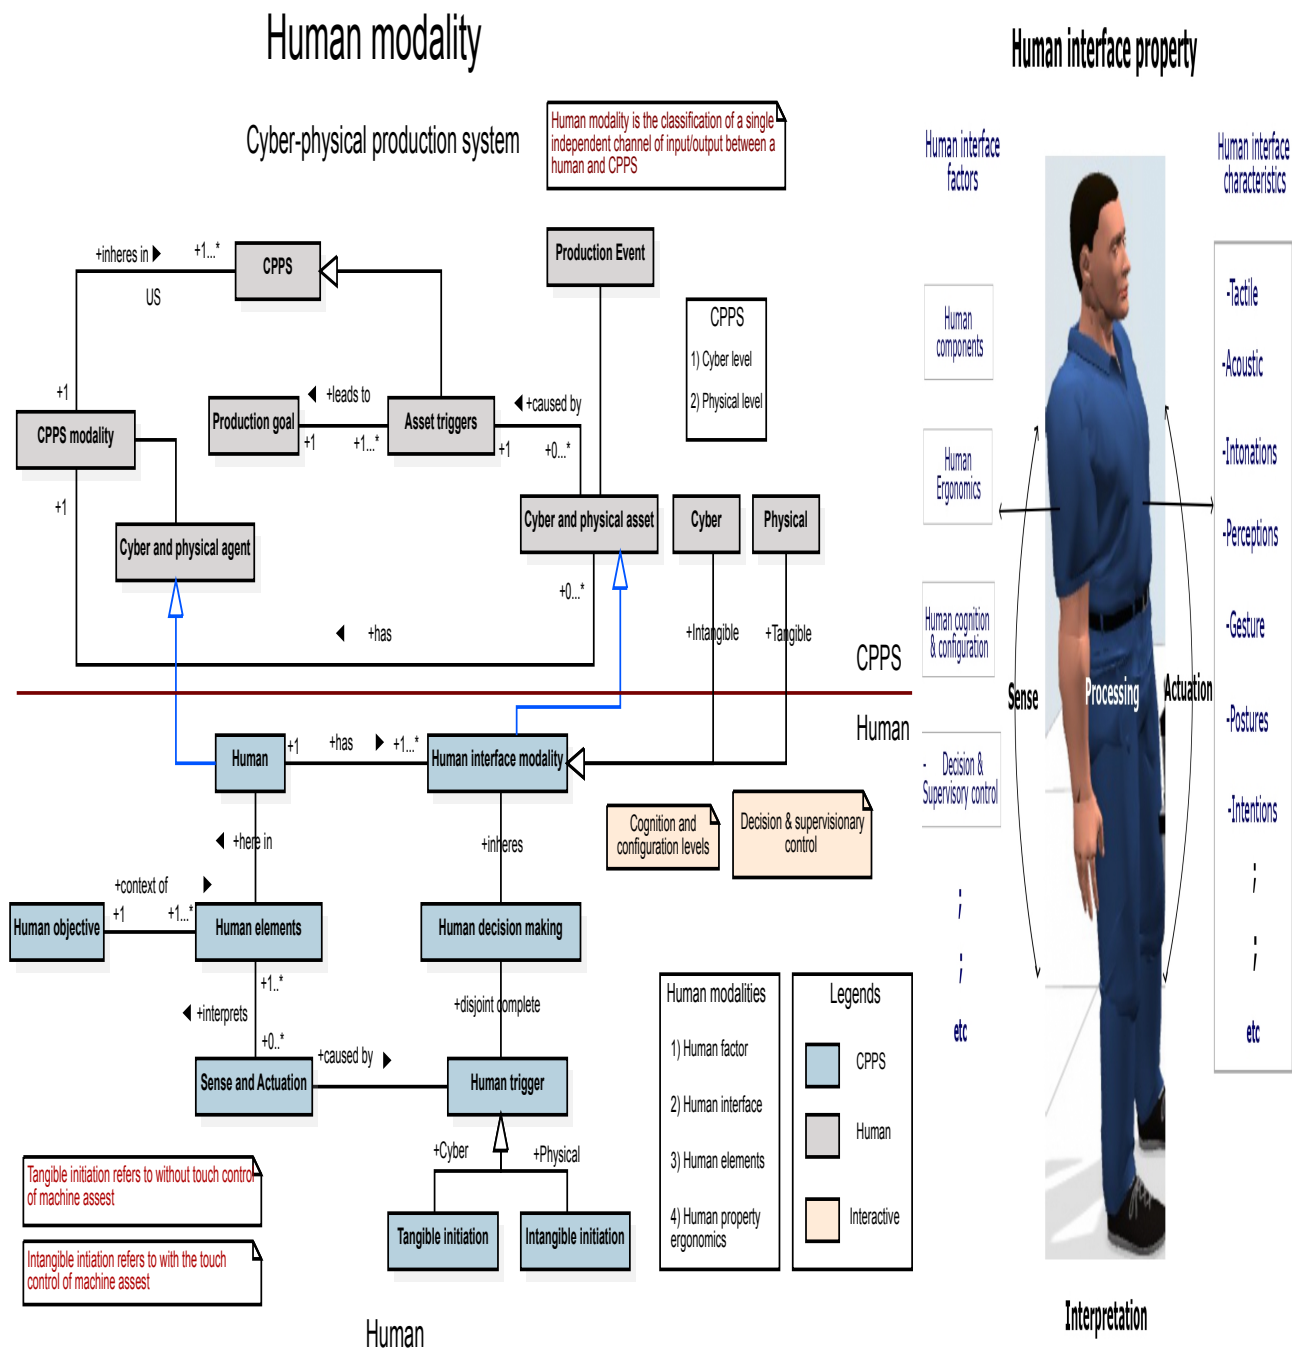 Human modality
Human interface property
Cyber-physical production system
Human modality is the classification of a single
independent channel of input/output between a
human and CPPS
+inheres in
+1...*
US
CPPS
Production Event
CPPS
1) Cyber level
2) Physical level
+1
CPPS modality
+1
Production goal
+leads to
+1
+1...*
Asset triggers
+caused by
+1
+0...*
Cyber and physical agent
Cyber and physical asset
Cyber
Physical
+0...*
+has
+Intangible
+Tangible
CPPS
Human
Human
+1
+has
+1...*
Human interface modality
+here in
+inheres
Cognition and
configuration levels
Decision & supervisionary
control
Human objective
+context of
+1
+1...*
Human elements
Human decision making
+1..*
+interprets
+0..*
+disjoint complete
Sense and Actuation
+caused by
Human trigger
+Cyber
+Physical
Tangible initiation
Intangible initiation
Tangible initiation refers to without touch control
of machine assest
Intangible intiation refers to with the touch
control of machine assest
Human modalities
1) Human factor
2) Human interface
3) Human elements
4) Human property
ergonomics
Legends
CPPS
Human
Interactive
Human
Human interface
factors
Human
components
Human
Ergonomics
Human cognition
& configuration
- Decision &
Supervisory control
;
;
etc
Sense
Processing
Actuation
Interpretation
Human interface
characteristics
-Tactile
-Acoustic
-Intonations
-Perceptions
-Gesture
-Postures
-Intentions
;
;
etc